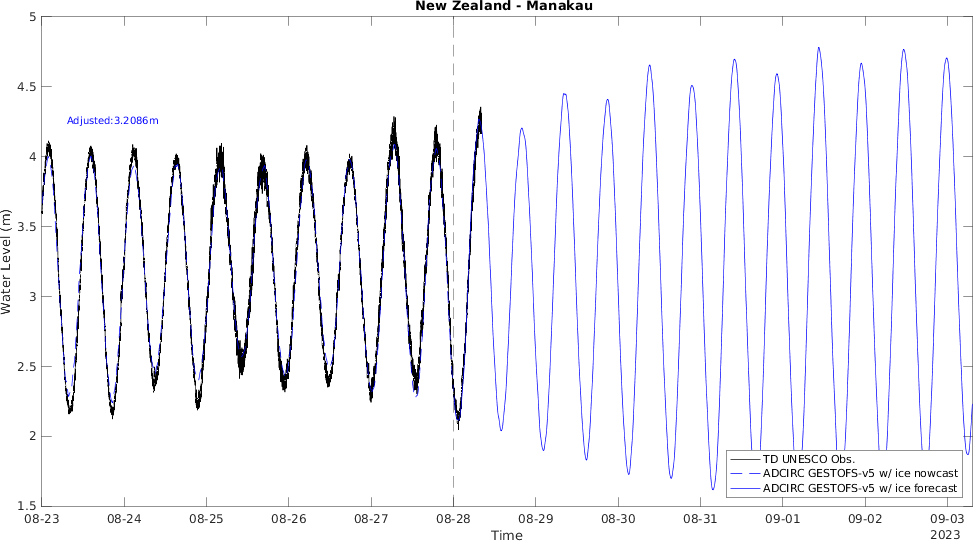 New Zealand - Manakau
5
4.5
4
3.5
3
2.5
2
1.5
Water Level (m)
Adjusted:3.2086m
TD UNESCO Obs.
ADCIRC GESTOFS-v5 w/ ice nowcast
ADCIRC GESTOFS-v5 w/ ice forecast
08-23 08-24 08-25 08-26 08-27 08-28 08-29 08-30 08-31 09-01 09-02 09-03
2023
Time